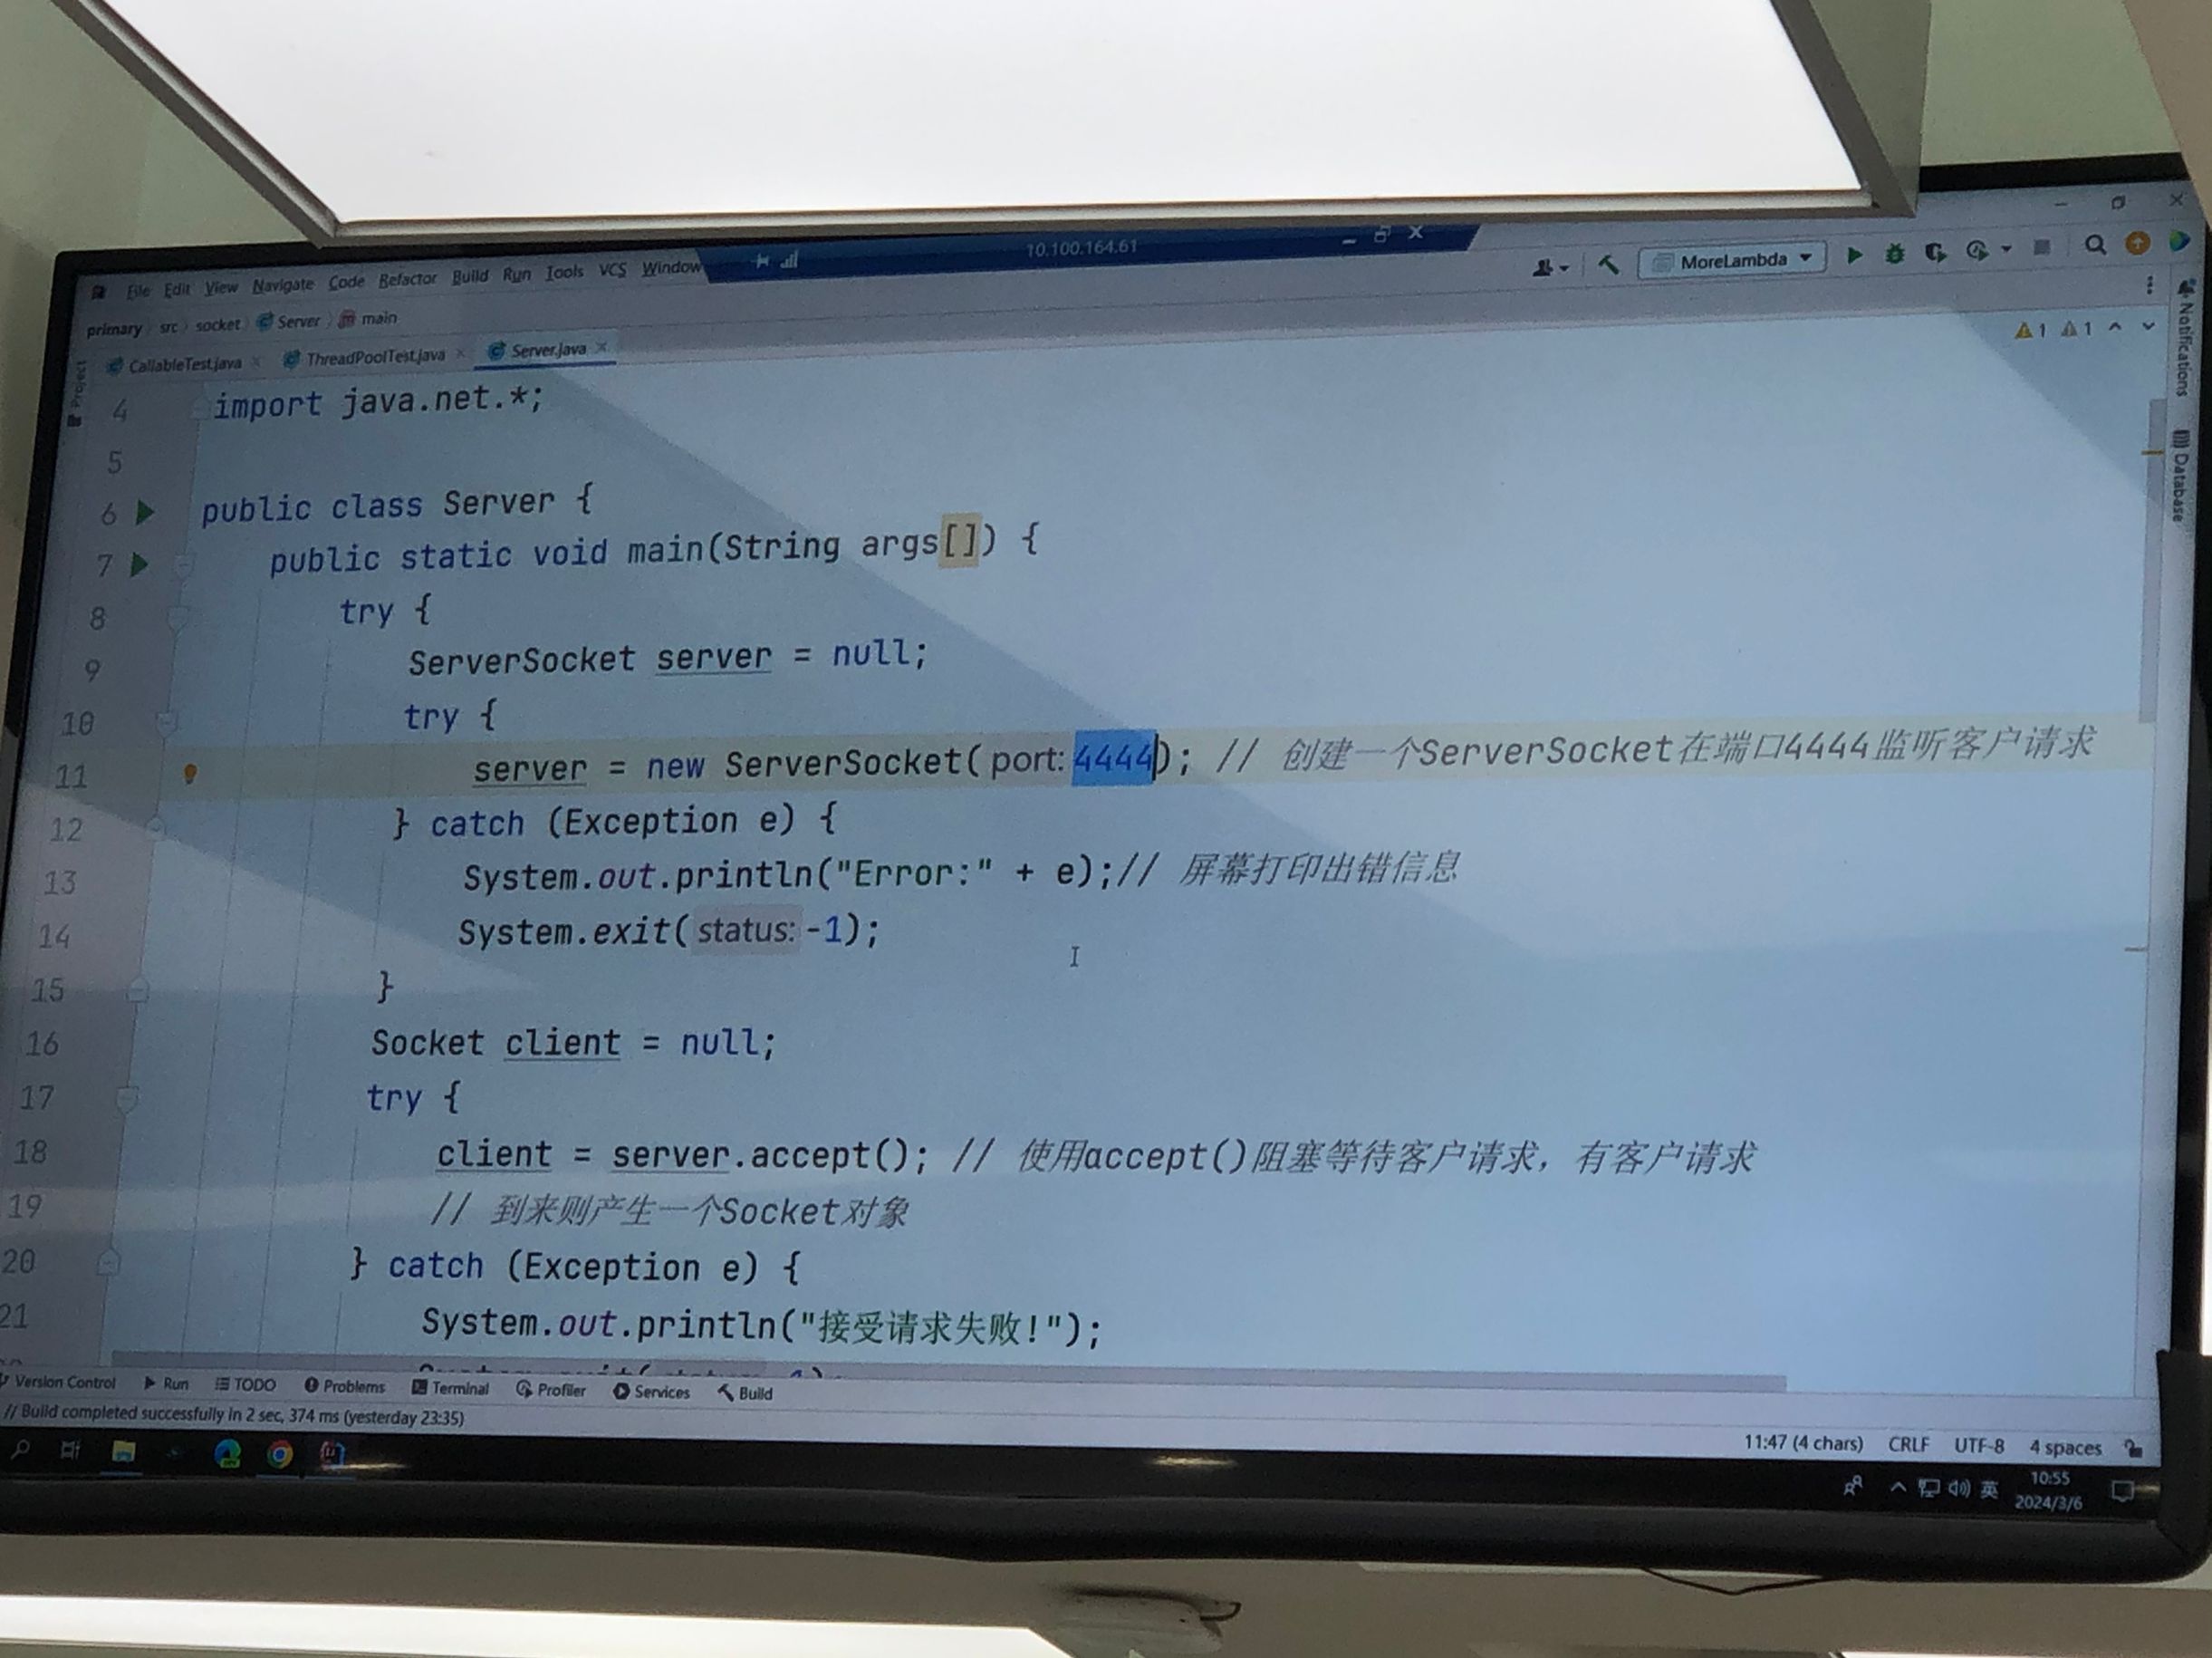 10.100.164.61
File Edit View Navigate Code Refactor Build Run Tools VCS Window
MoreLambda
primary src socket Server main
CallableTest.java ThreadPoolTest.java Server.java
1 1
Project
Notifications
Database
4 import java.net.*;
5
6 public class Server {
7 public static void main(String args[]) {
8 try {
9 ServerSocket server = null;
10 try {
11 server = new ServerSocket( port: 4444); // 创建一个ServerSocket在端口4444监听客户请求
12 } catch (Exception e) {
13 System.out.println("Error:" + e);// 屏幕打印出错信息
14 System.exit( status: -1);
15 }
16 Socket client = null;
17 try {
18 client = server.accept(); // 使用accept()阻塞等待客户请求，有客户请求
19 // 到来则产生一个Socket对象
20 } catch (Exception e) {
21 System.out.println("接受请求失败!");
Version Control Run TODO Problems Terminal Profiler Services Build
// Build completed successfully in 2 sec, 374 ms (yesterday 23:35)
11:47 (4 chars) CRLF UTF-8 4 spaces
英 10:55
2024/3/6